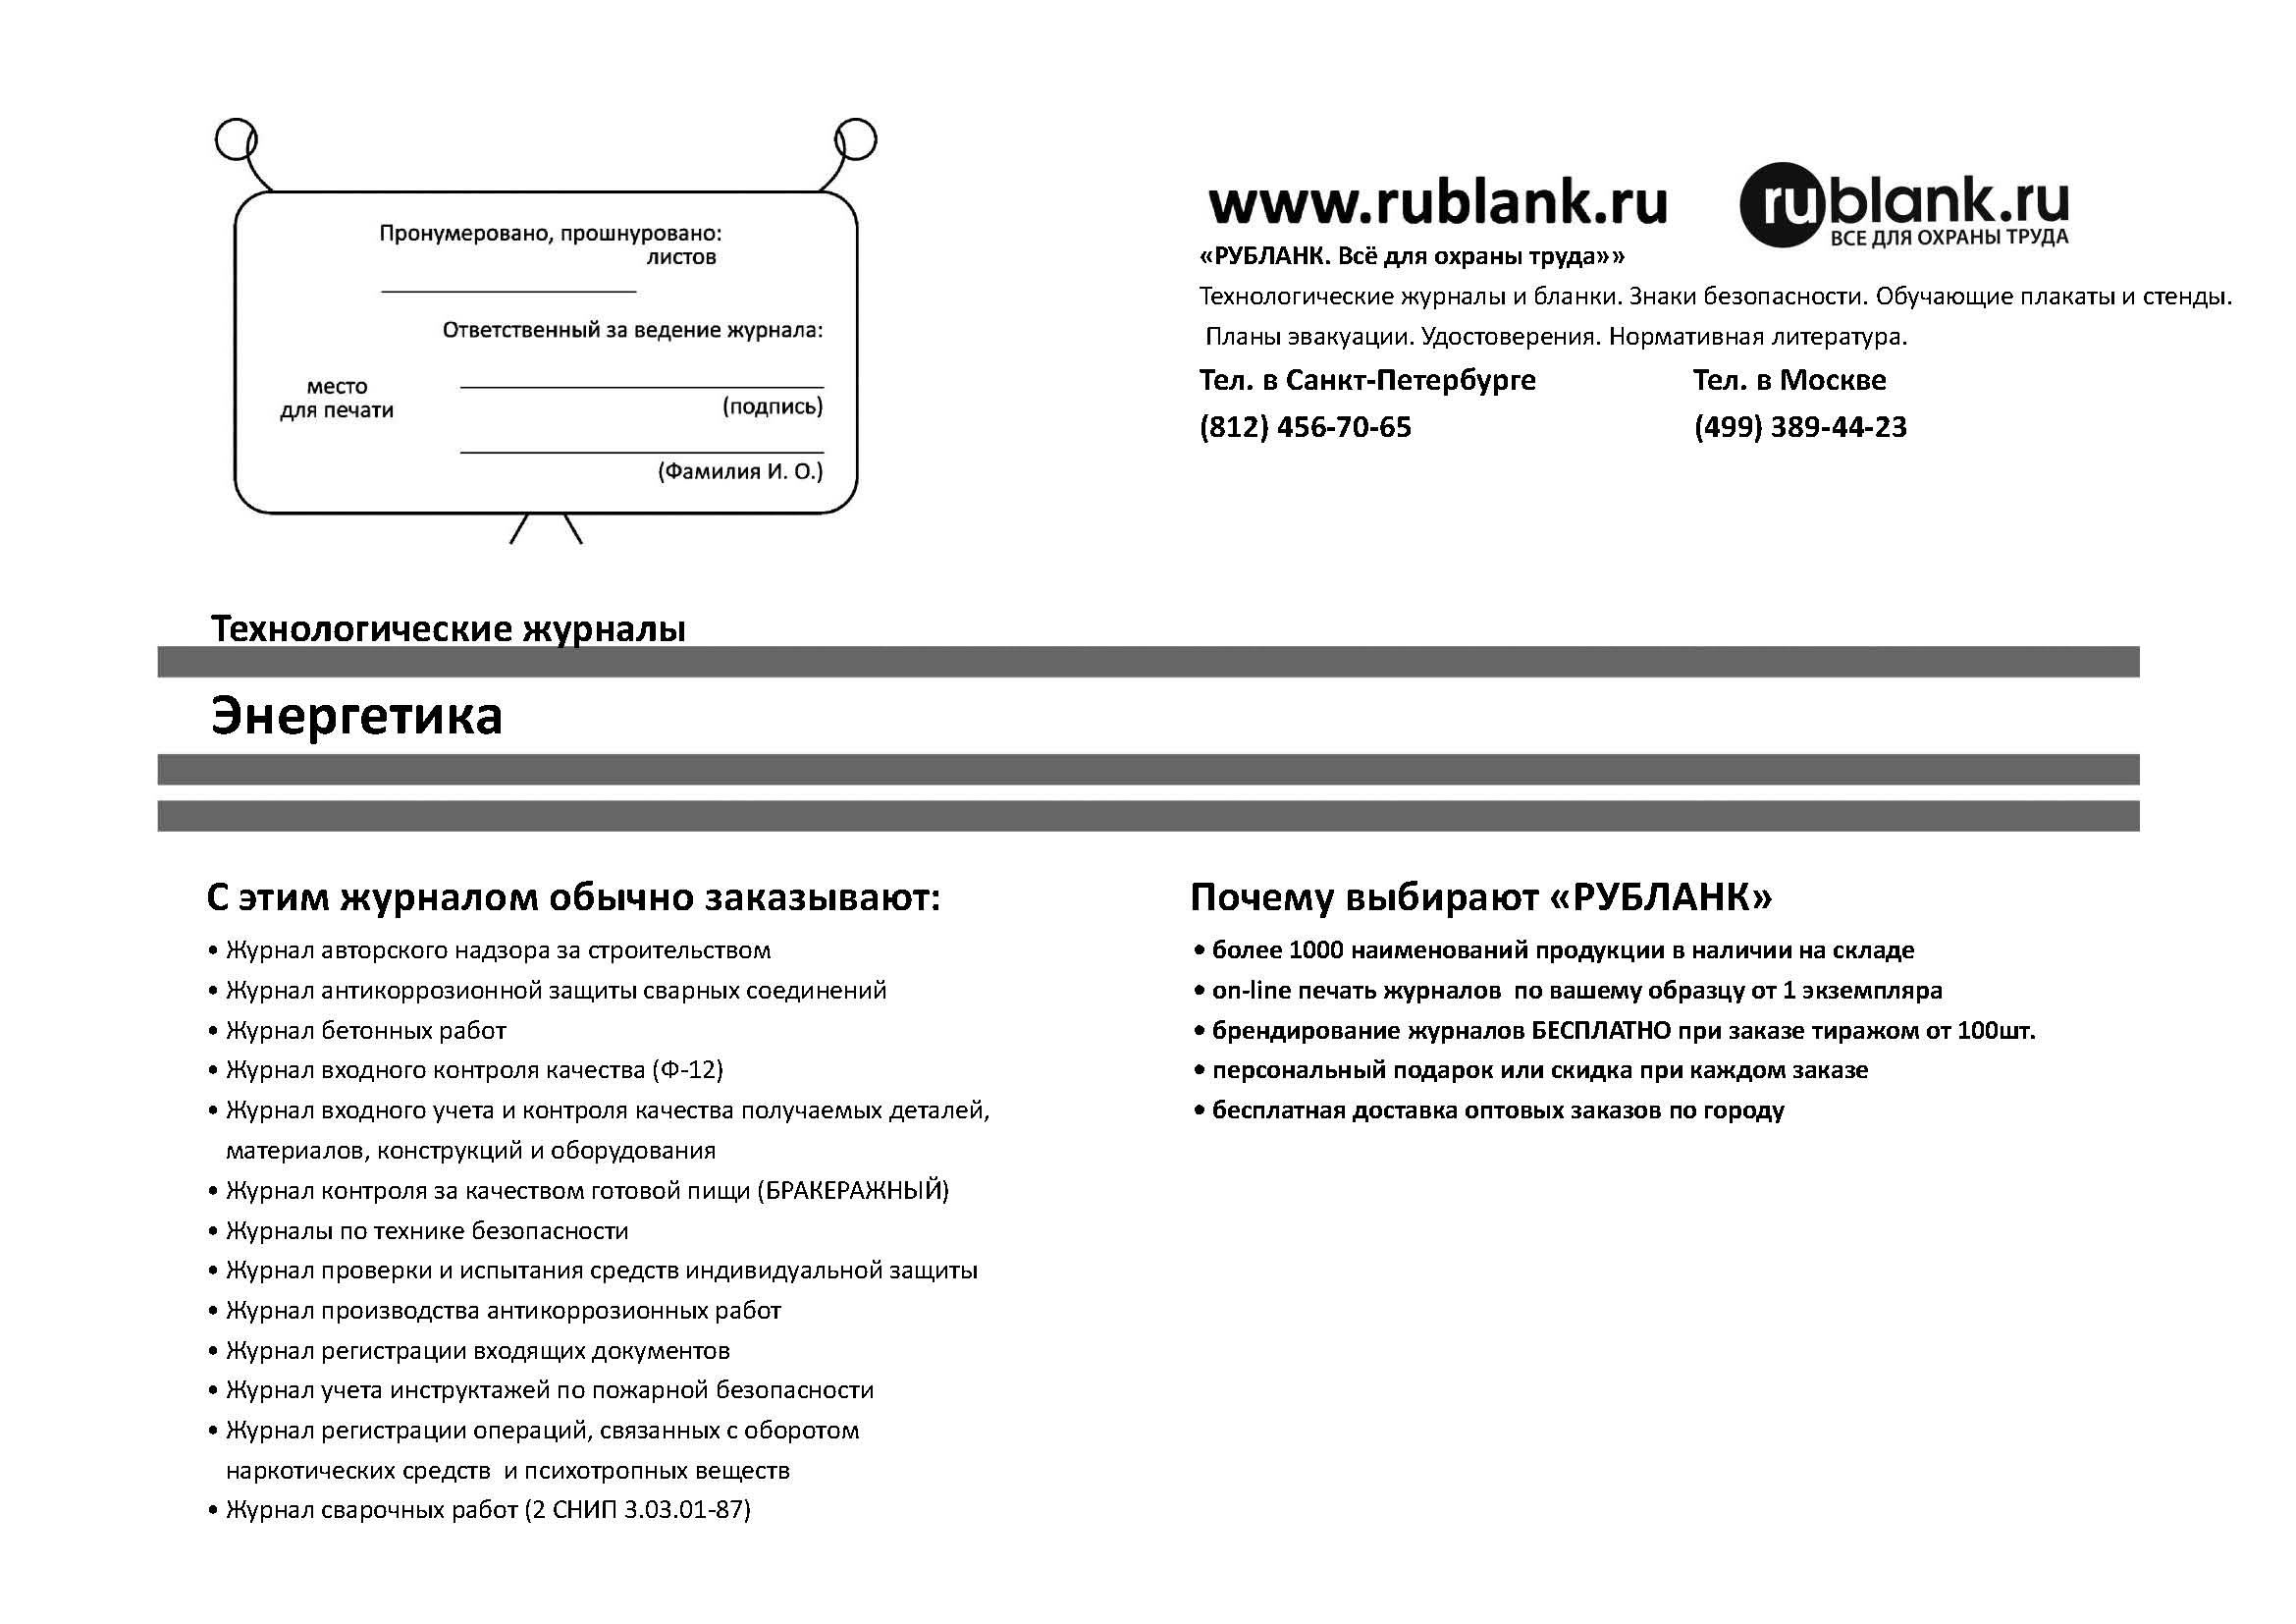 Пронумеровано, прошнуровано:
листов
Ответственный за ведение журнала:
место
для печати
(подпись)
(Фамилия И. О.)
www.rublank.ru
rublank.ru
ВСЕ ДЛЯ ОХРАНЫ ТРУДА
«РУБЛАНК. Всё для охраны труда»»
Технологические журналы и бланки. Знаки безопасности. Обучающие плакаты и стенды.
Планы эвакуации. Удостоверения. Нормативная литература.
Тел. в Санкт-Петербурге
Тел. в Москве
(812) 456-70-65
(499) 389-44-23
Технологические журналы
Энергетика
С этим журналом обычно заказывают:
• Журнал авторского надзора за строительством
• Журнал антикоррозионной защиты сварных соединений
• Журнал бетонных работ
• Журнал входного контроля качества (Ф-12)
• Журнал входного учета и контроля качества получаемых деталей,
материалов, конструкций и оборудования
• Журнал контроля за качеством готовой пищи (БРАКЕРАЖНЫЙ)
• Журналы по технике безопасности
• Журнал проверки и испытания средств индивидуальной защиты
• Журнал производства антикоррозионных работ
• Журнал регистрации входящих документов
• Журнал учета инструктажей по пожарной безопасности
• Журнал регистрации операций, связанных с оборотом
наркотических средств и психотропных веществ
• Журнал сварочных работ (2 СНИП 3.03.01-87)
Почему выбирают «РУБЛАНК»
• более 1000 наименований продукции в наличии на складе
• on-line печать журналов по вашему образцу от 1 экземпляра
• брендирование журналов БЕСПЛАТНО при заказе тиражом от 100шт.
• персональный подарок или скидка при каждом заказе
• бесплатная доставка оптовых заказов по городу